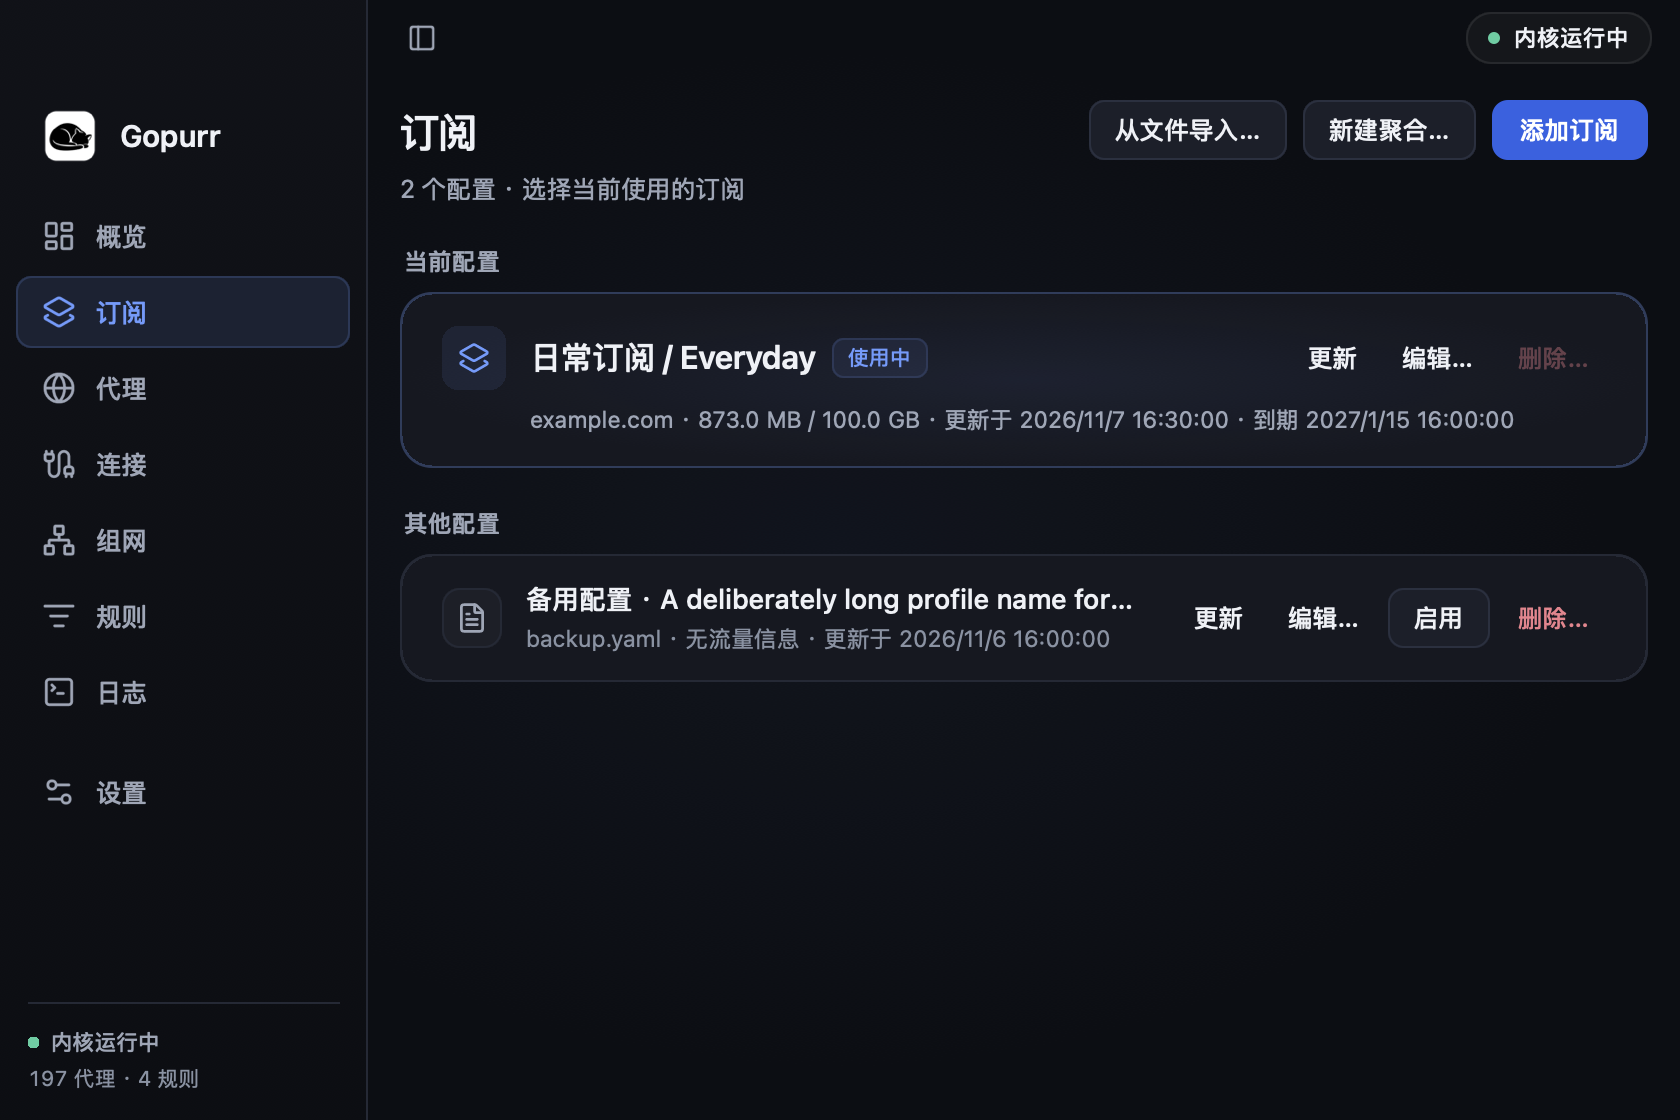 内核运行中
Gopurr
概览
订阅
代理
连接
组网
规则
日志
设置
内核运行中
197 代理 · 4 规则
订阅
从文件导入...
新建聚合...
添加订阅
2 个配置 · 选择当前使用的订阅
当前配置
日常订阅 / Everyday
使用中
更新
编辑...
删除...
example.com · 873.0 MB / 100.0 GB · 更新于 2026/11/7 16:30:00 · 到期 2027/1/15 16:00:00
其他配置
备用配置 · A deliberately long profile name for...
backup.yaml · 无流量信息 · 更新于 2026/11/6 16:00:00
更新
编辑...
启用
删除...